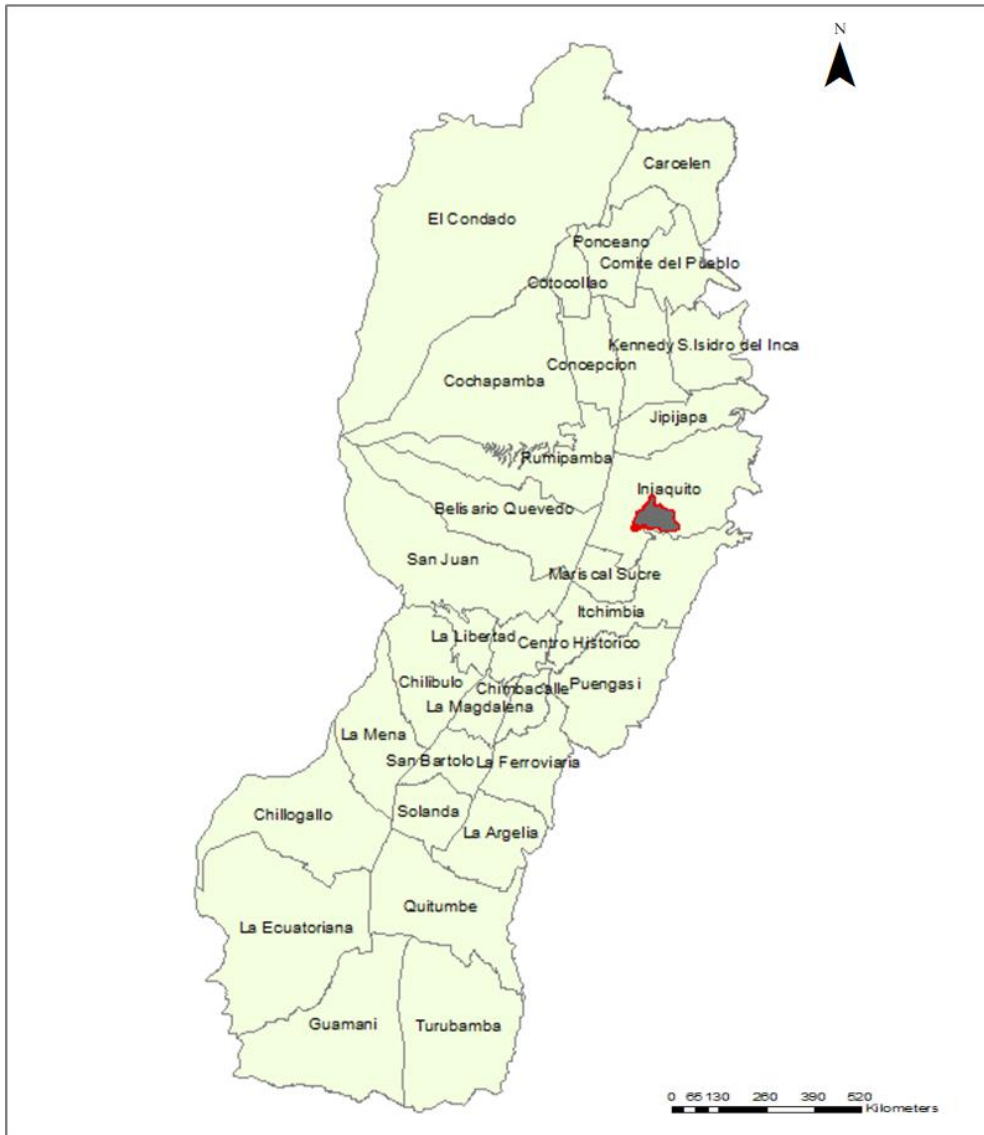 N
Carcelen
El Condado
Ponceano
Comite del Pueblo
Cotocollao
Kennedy S.Isidro del Inca
Concepcion
Cochapamba
Jipijapa
Rumipamba
Iniaquito
Belisario Quevedo
San Juan
Mariscal Sucre
Itchimbia
La Libertad
Centro Historico
Chilibulo
Chimbacalle
Puengasi
La Magdalena
La Mena
San Bartolo
La Ferroviaria
Chillogallo
Solanda
La Argelia
Quitumbe
La Ecuatoriana
Guamani
Turubamba
0 65 130 260 390 520
Kilometers